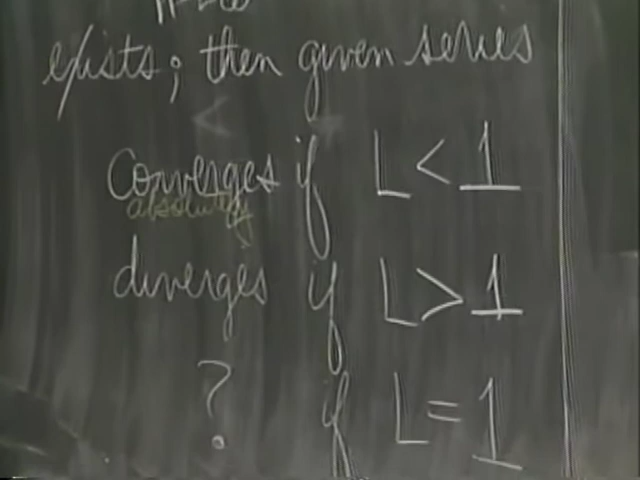 exists; then given series
Converges if L < 1
absolutely
diverges if L > 1
? if L = 1